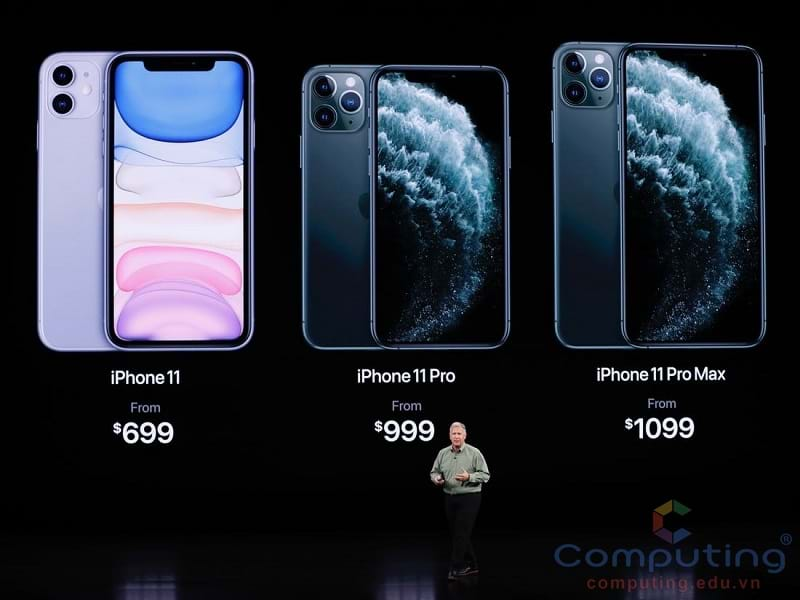 iPhone 11
From
$699
iPhone 11 Pro
From
$999
iPhone 11 Pro Max
From
$1099
Computing®
computing.edu.vn